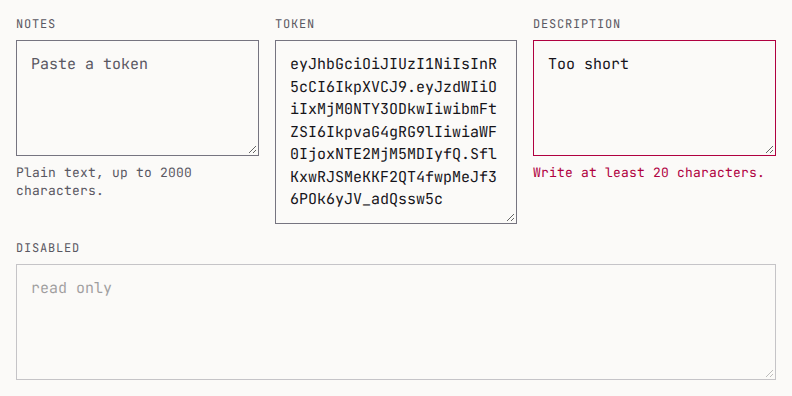 NOTES
Paste a token
Plain text, up to 2000
characters.
TOKEN
eyJhbGciOiJIUzI1NiIsInR
5cCI6IkpXVCJ9.eyJzdWIiO
iIxMjM0NTY3ODkwIiwibmFt
ZSI6IkpvaG4gRG9lIiwiaWF
0IjoxNTE2MjM5MDIyfQ.Sfl
KxwRJSMeKKF2QT4fwpMeJf3
6POk6yJV_adQssw5c
DESCRIPTION
Too short
Write at least 20 characters.
DISABLED
read only